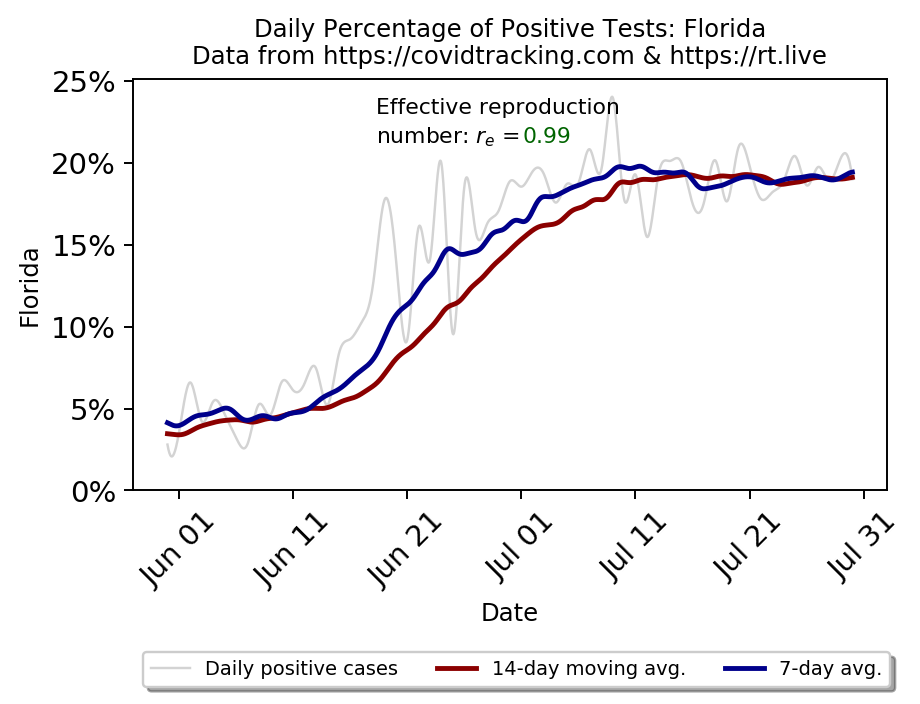 Daily Percentage of Positive Tests: Florida
Data from https://covidtracking.com & https://rt.live
25%
Effective reproduction
number: rₑ =0.99
20%
15%
Florida
10%
5%
0%
Jun 01
Jun 11
Jun 21
Jul 01
Jul 11
Jul 21
Jul 31
Date
Daily positive cases
14-day moving avg.
7-day avg.